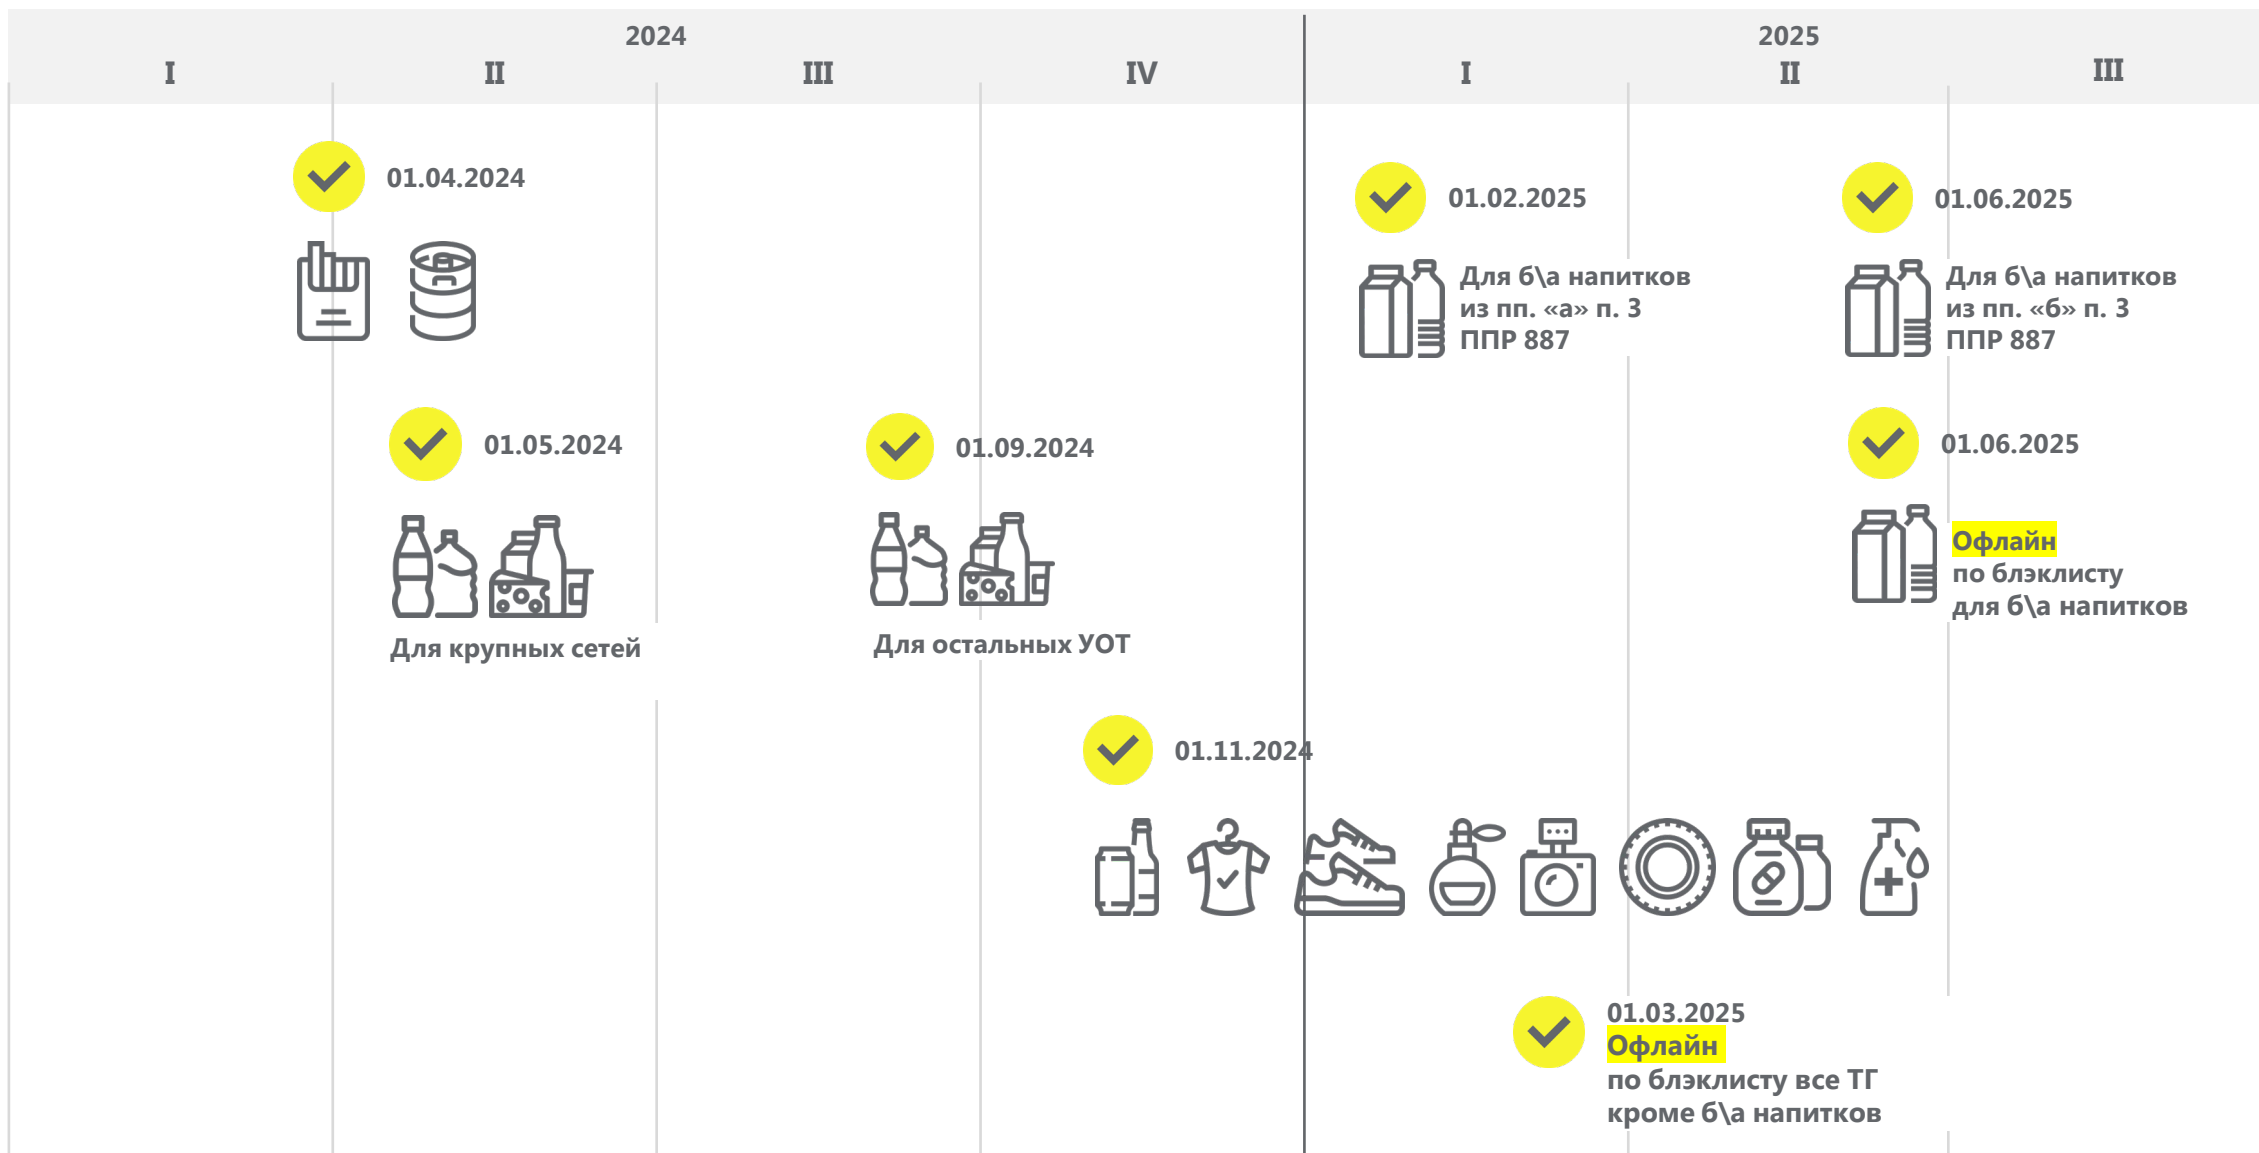 2024
2025
I
II
III
IV
I
II
III
01.04.2024
01.02.2025
Для б\а напитков
из пп. «а» п. 3
ППР 887
01.06.2025
Для б\а напитков
из пп. «б» п. 3
ППР 887
01.05.2024
Для крупных сетей
01.09.2024
Для остальных УОТ
01.06.2025
Офлайн
по блэклисту
для б\а напитков
01.11.2024
01.03.2025
Офлайн
по блэклисту все ТГ
кроме б\а напитков